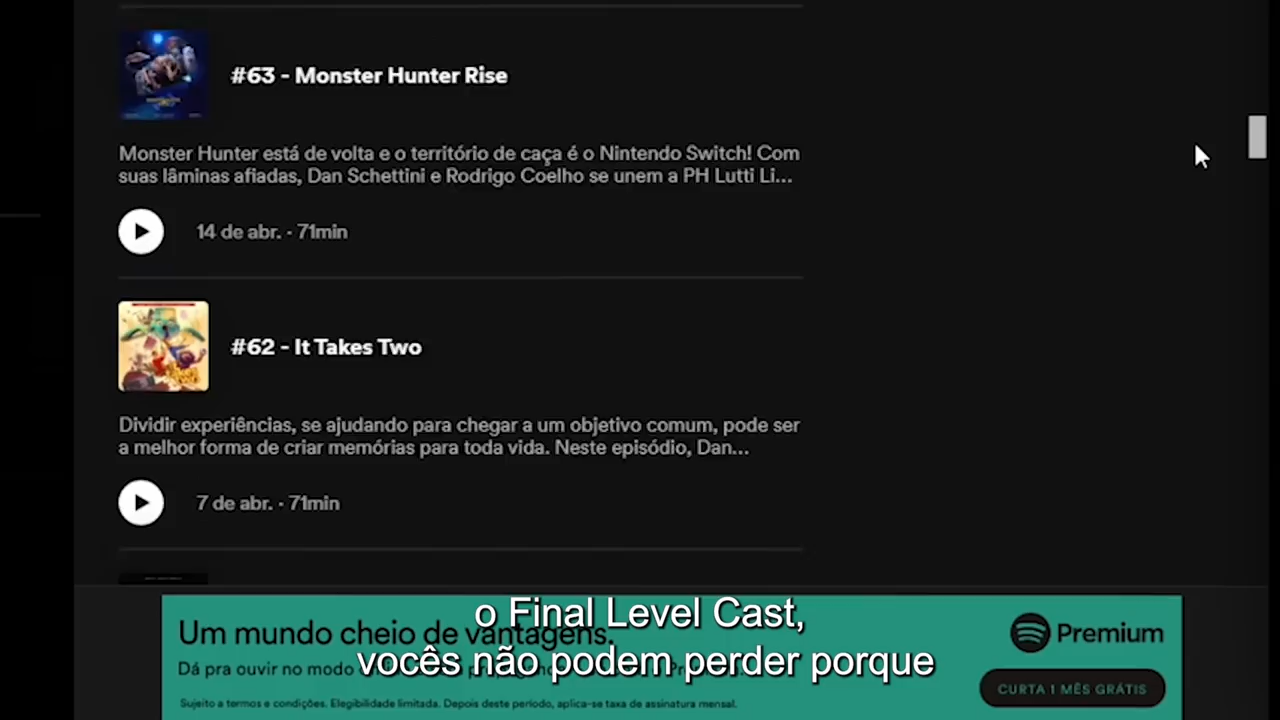 #63 - Monster Hunter Rise
Monster Hunter está de volta e o território de caça é o Nintendo Switch! Com
suas lâminas afiadas, Dan Schettini e Rodrigo Coelho se unem a PH Lutti Li...
14 de abr. · 71min
#62 - It Takes Two
Dividir experiências, se ajudando para chegar a um objetivo comum, pode ser
a melhor forma de criar memórias para toda vida. Neste episódio, Dan...
7 de abr. · 71min
o Final Level Cast,
vocês não podem perder porque
Um mundo cheio de vantagens.
Dá pra ouvir no modo
Sujeito a termos e condições. Elegibilidade limitada. Depois deste período, aplica-se taxa de assinatura mensal.
Premium
CURTA 1 MÊS GRÁTIS